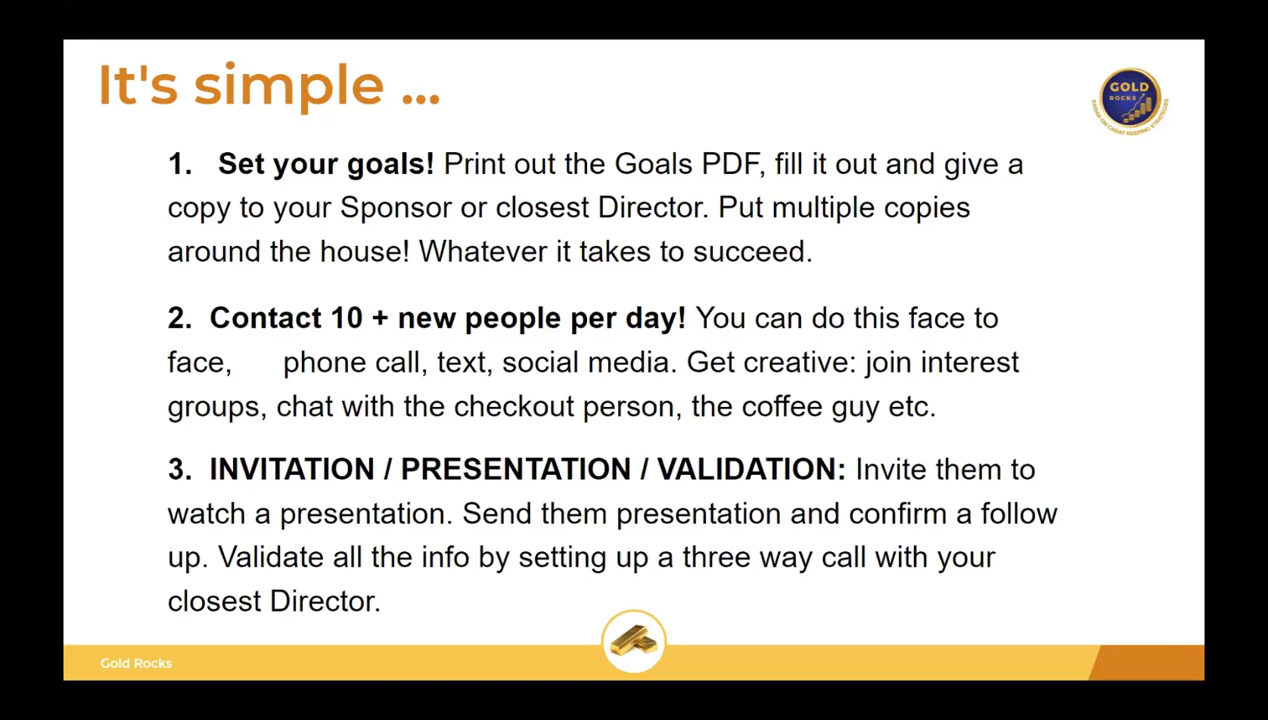 It's simple ...
GOLD
ROCKS
1. Set your goals! Print out the Goals PDF, fill it out and give a
copy to your Sponsor or closest Director. Put multiple copies
around the house! Whatever it takes to succeed.
2. Contact 10 + new people per day! You can do this face to
face, phone call, text, social media. Get creative: join interest
groups, chat with the checkout person, the coffee guy etc.
3. INVITATION / PRESENTATION / VALIDATION: Invite them to
watch a presentation. Send them presentation and confirm a follow
up. Validate all the info by setting up a three way call with your
closest Director.
Gold Rocks